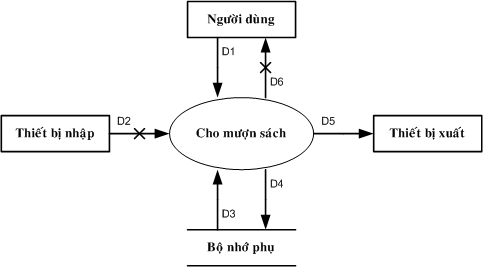 Người dùng
D1
D6
Thiết bị nhập
D2
Cho mượn sách
D5
Thiết bị xuất
D3
D4
Bộ nhớ phụ